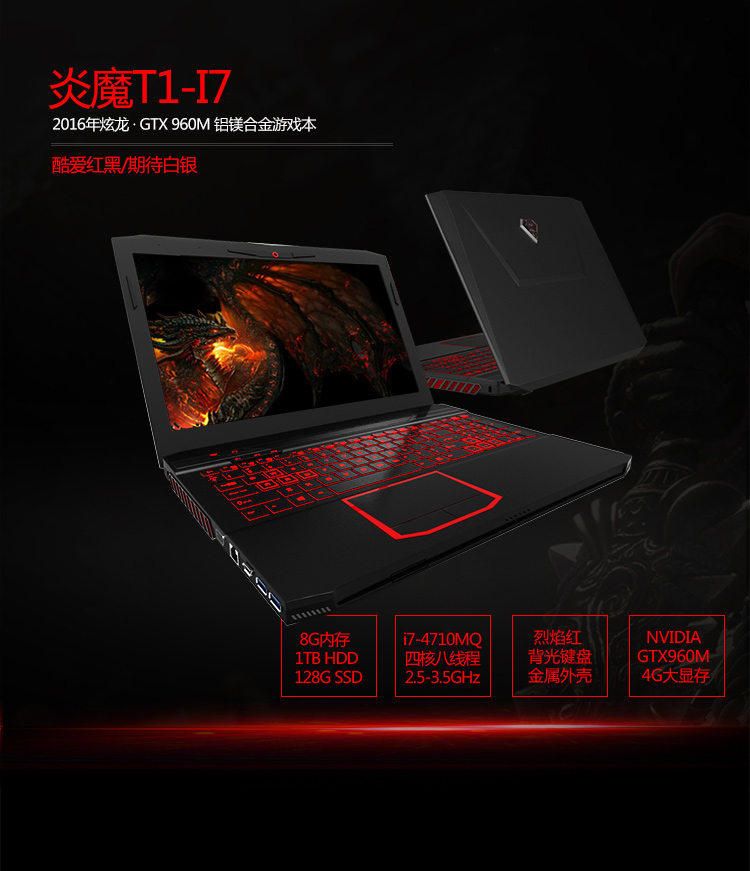 炎魔T1-I7
2016年炫龙 · GTX 960M 铝镁合金游戏本
酷爱红黑/期待白银
8G内存
1TB HDD
128G SSD
i7-4710MQ
四核八线程
2.5-3.5GHz
烈焰红
背光键盘
金属外壳
NVIDIA
GTX960M
4G大显存